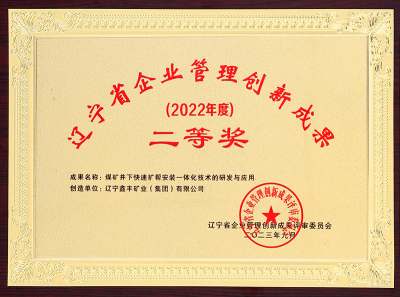 辽宁省企业管理创新成果
(2022年度)
二等奖
成果名称：煤矿井下快速扩帮安装一体化技术的研发与应用
创造单位：辽宁鑫丰矿业（集团）有限公司
辽宁省企业管理创新成果评审委员会
二〇二三年九月